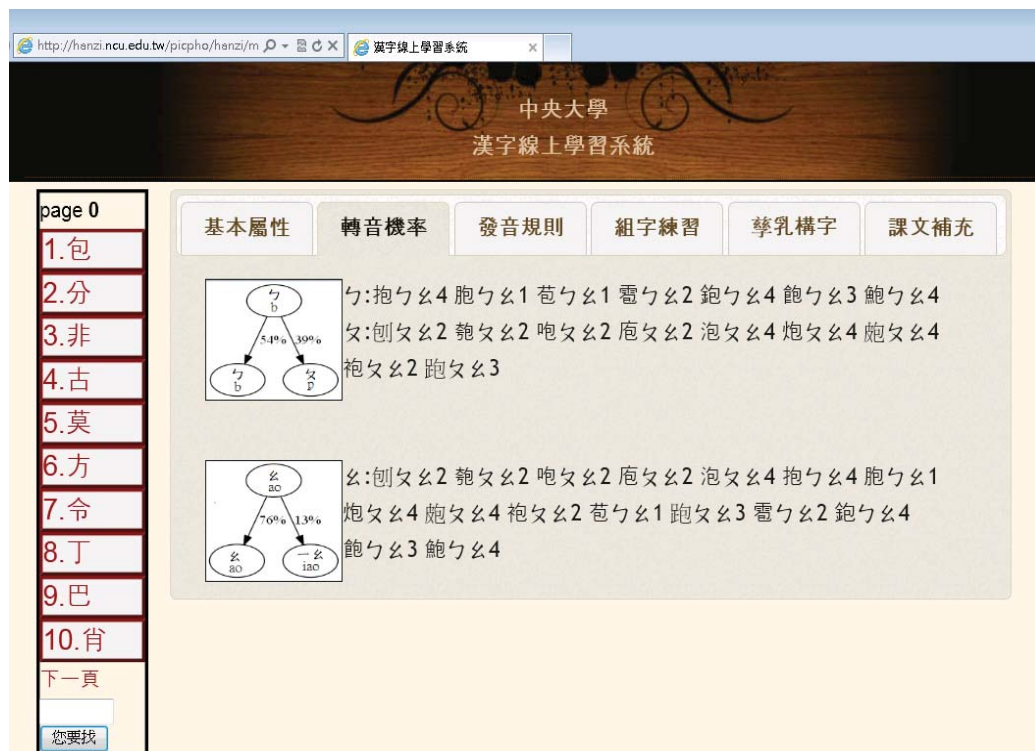 http://hanzi.ncu.edu.tw/picpho/hanzi/m
漢字線上學習系統
中央大學
漢字線上學習系統
page 0
1.包
2.分
3.非
4.古
5.莫
6.方
7.令
8.丁
9.巴
10.肖
下一頁
您要找
基本屬性 轉音機率 發音規則 組字練習 孳乳構字 課文補充
ㄅ
b
54% 39%
ㄅ ㄆ
b p
ㄅ:抱ㄅㄠ4 胞ㄅㄠ1 苞ㄅㄠ1 雹ㄅㄠ2 鉋ㄅㄠ4 飽ㄅㄠ3 鮑ㄅㄠ4
ㄆ:刨ㄆㄠ2 匏ㄆㄠ2 咆ㄆㄠ2 庖ㄆㄠ2 泡ㄆㄠ4 炮ㄆㄠ4 皰ㄆㄠ4
袍ㄆㄠ2 跑ㄆㄠ3
ㄠ
ao
76% 13%
ㄠ ㄧㄠ
ao iao
ㄠ:刨ㄆㄠ2 匏ㄆㄠ2 咆ㄆㄠ2 庖ㄆㄠ2 泡ㄆㄠ4 抱ㄅㄠ4 胞ㄅㄠ1
炮ㄆㄠ4 皰ㄆㄠ4 袍ㄆㄠ2 苞ㄅㄠ1 跑ㄆㄠ3 雹ㄅㄠ2 鉋ㄅㄠ4
飽ㄅㄠ3 鮑ㄅㄠ4